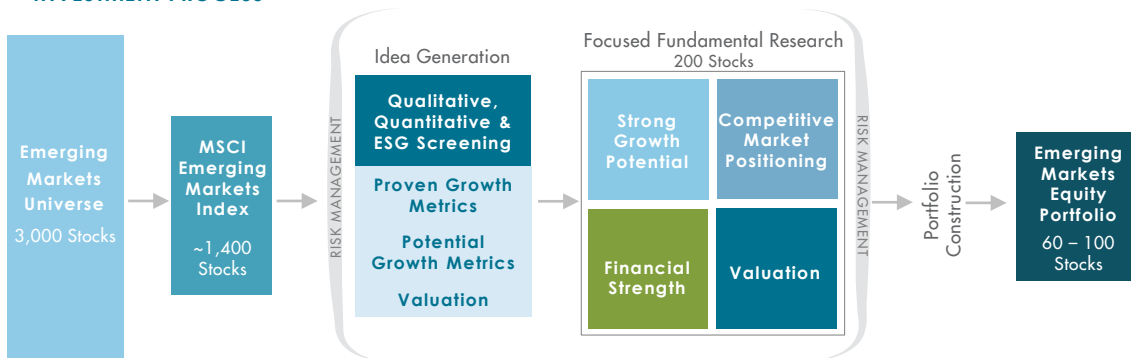 INVESTMENT PROCESS
Emerging
Markets
Universe
3,000 Stocks
MSCI
Emerging
Markets
Index
~1,400
Stocks
RISK MANAGEMENT
Idea Generation
Qualitative,
Quantitative &
ESG Screening
Proven Growth
Metrics
Potential
Growth Metrics
Valuation
Focused Fundamental Research
200 Stocks
Strong
Growth
Potential
Competitive
Market
Positioning
Financial
Strength
Valuation
RISK MANAGEMENT
Portfolio
Construction
Emerging
Markets
Equity
Portfolio
60 – 100
Stocks